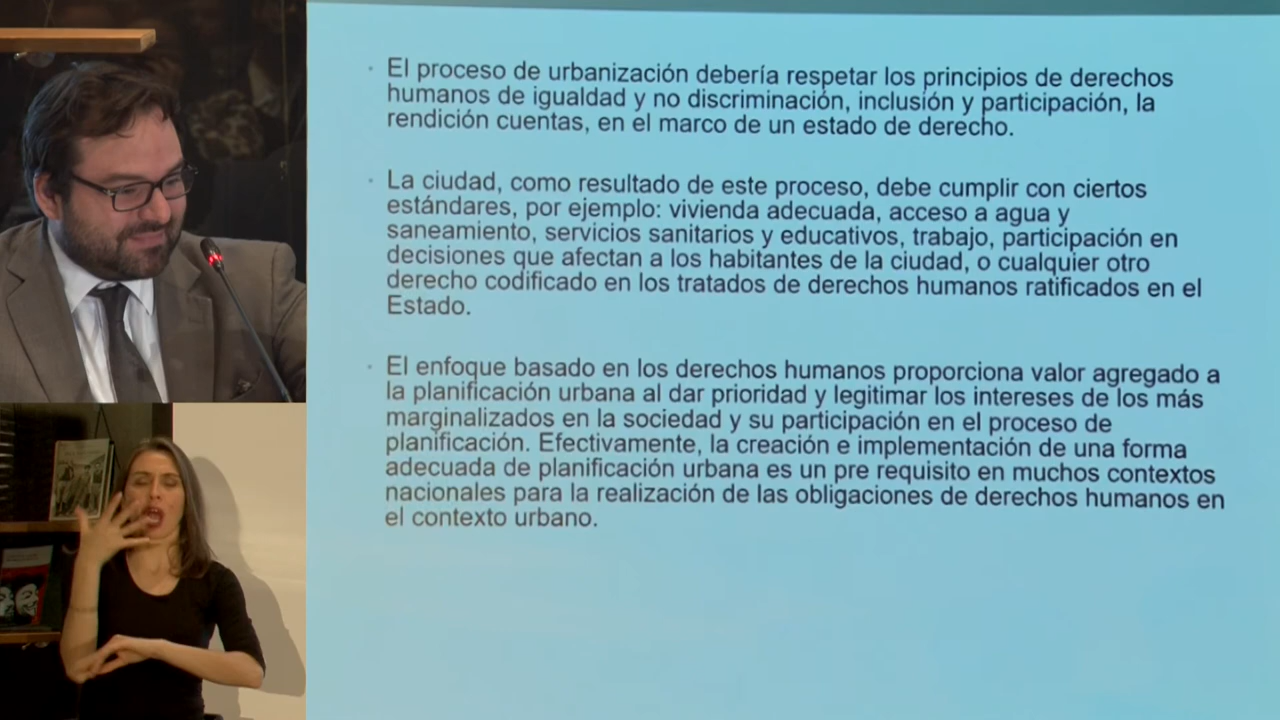 El proceso de urbanización debería respetar los principios de derechos
humanos de igualdad y no discriminación, inclusión y participación, la
rendición cuentas, en el marco de un estado de derecho.
La ciudad, como resultado de este proceso, debe cumplir con ciertos
estándares, por ejemplo: vivienda adecuada, acceso a agua y
saneamiento, servicios sanitarios y educativos, trabajo, participación en
decisiones que afectan a los habitantes de la ciudad, o cualquier otro
derecho codificado en los tratados de derechos humanos ratificados en el
Estado.
El enfoque basado en los derechos humanos proporciona valor agregado a
la planificación urbana al dar prioridad y legitimar los intereses de los más
marginalizados en la sociedad y su participación en el proceso de
planificación. Efectivamente, la creación e implementación de una forma
adecuada de planificación urbana es un pre requisito en muchos contextos
nacionales para la realización de las obligaciones de derechos humanos en
el contexto urbano.